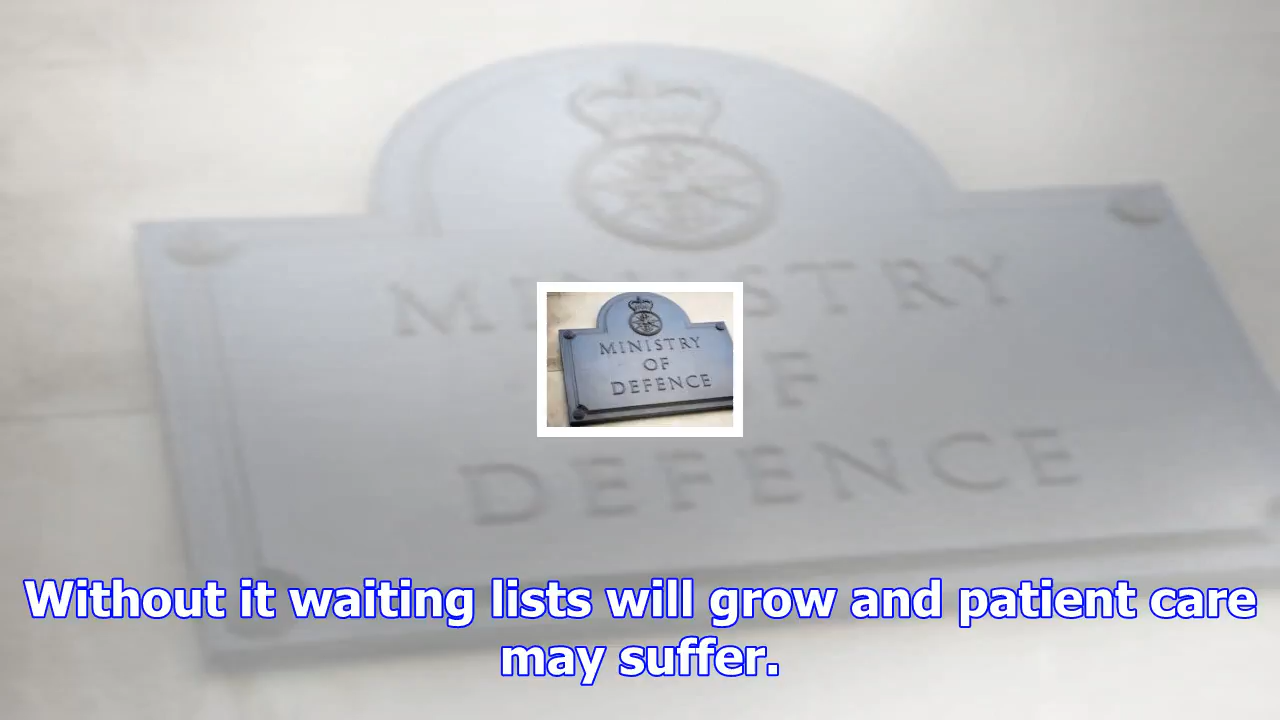 MINISTRY
OF
DEFENCE
MINISTRY
OF
DEFENCE
Without it waiting lists will grow and patient care
may suffer.